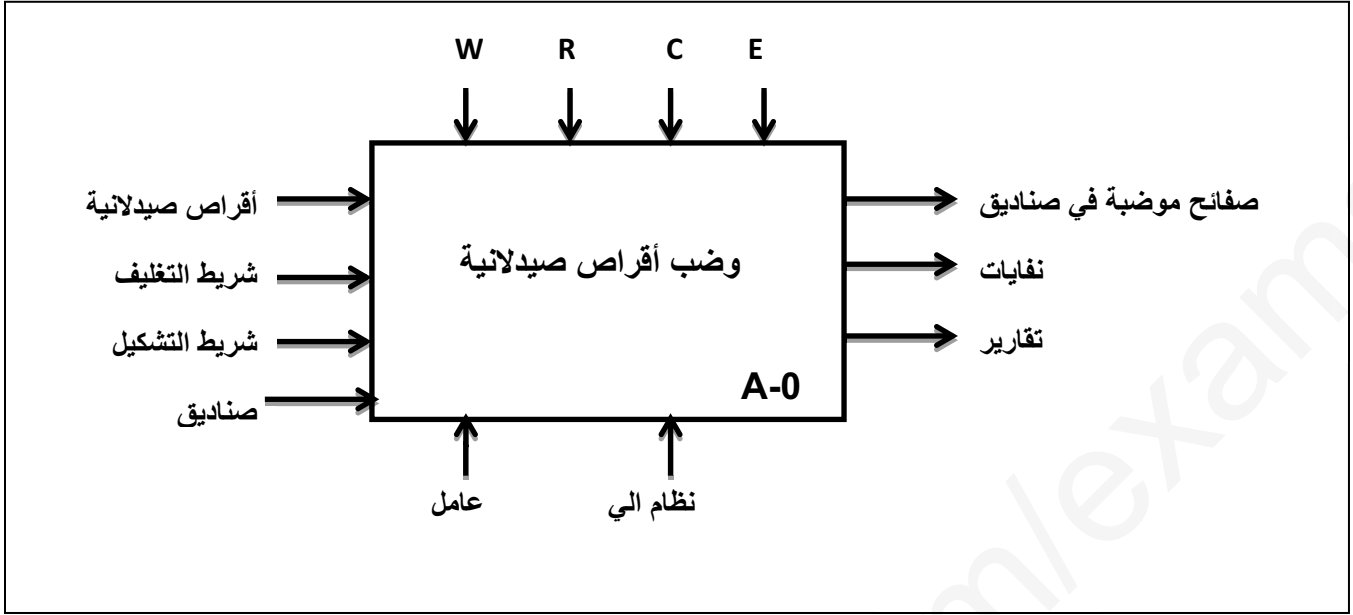 W R C E
أقراص صيدلانية
شريط التغليف
شريط التشكيل
صناديق
وضب أقراص صيدلانية
A-0
صفائح موضبة في صناديق
نفايات
تقارير
عامل
نظام الي
m/exam